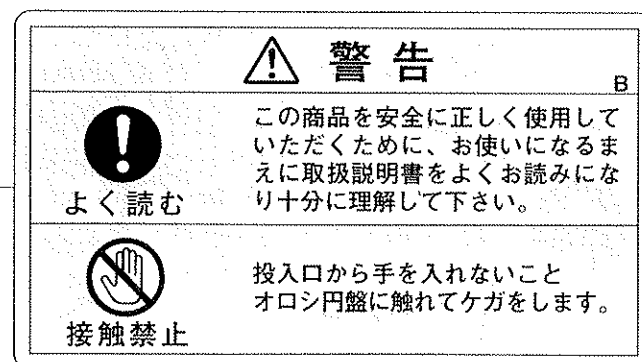 警告
B
この商品を安全に正しく使用して
いただくために、お使いになるま
えに取扱説明書をよくお読みにな
り十分に理解して下さい。
よく読む
投入口から手を入れないこと
オロシ円盤に触れてケガをします。
接触禁止